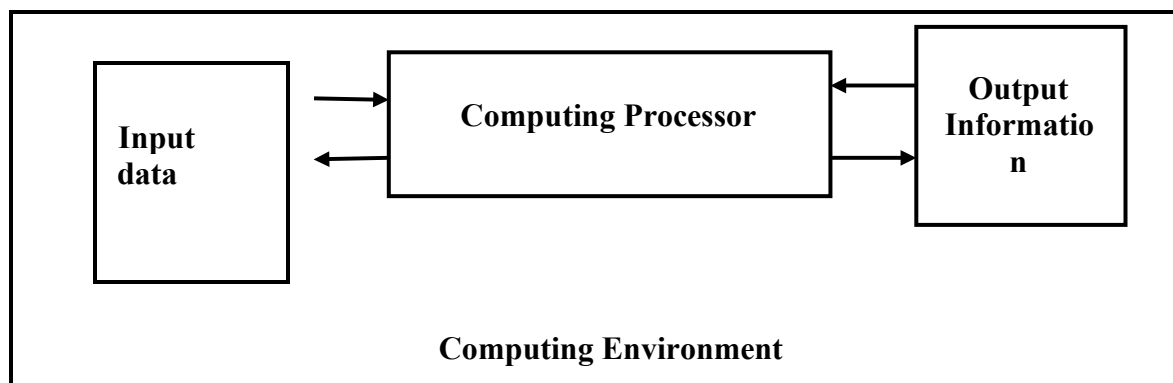 Input
data
Computing Processor
Output
Informatio
n
Computing Environment